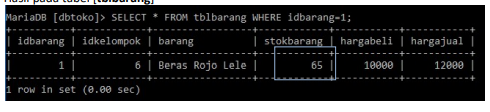 Hasil pada tabel [tblbarang]
MariaDB [dbtoko]> SELECT * FROM tblbarang WHERE idbarang=1;
+----------+------------+-----------------+------------+-----------+-----------+
| idbarang | idkelompok | barang          | stokbarang | hargabeli | hargajual |
+----------+------------+-----------------+------------+-----------+-----------+
|        1 |          6 | Beras Rojo Lele |         65 |     10000 |     12000 |
+----------+------------+-----------------+------------+-----------+-----------+
1 row in set (0.00 sec)